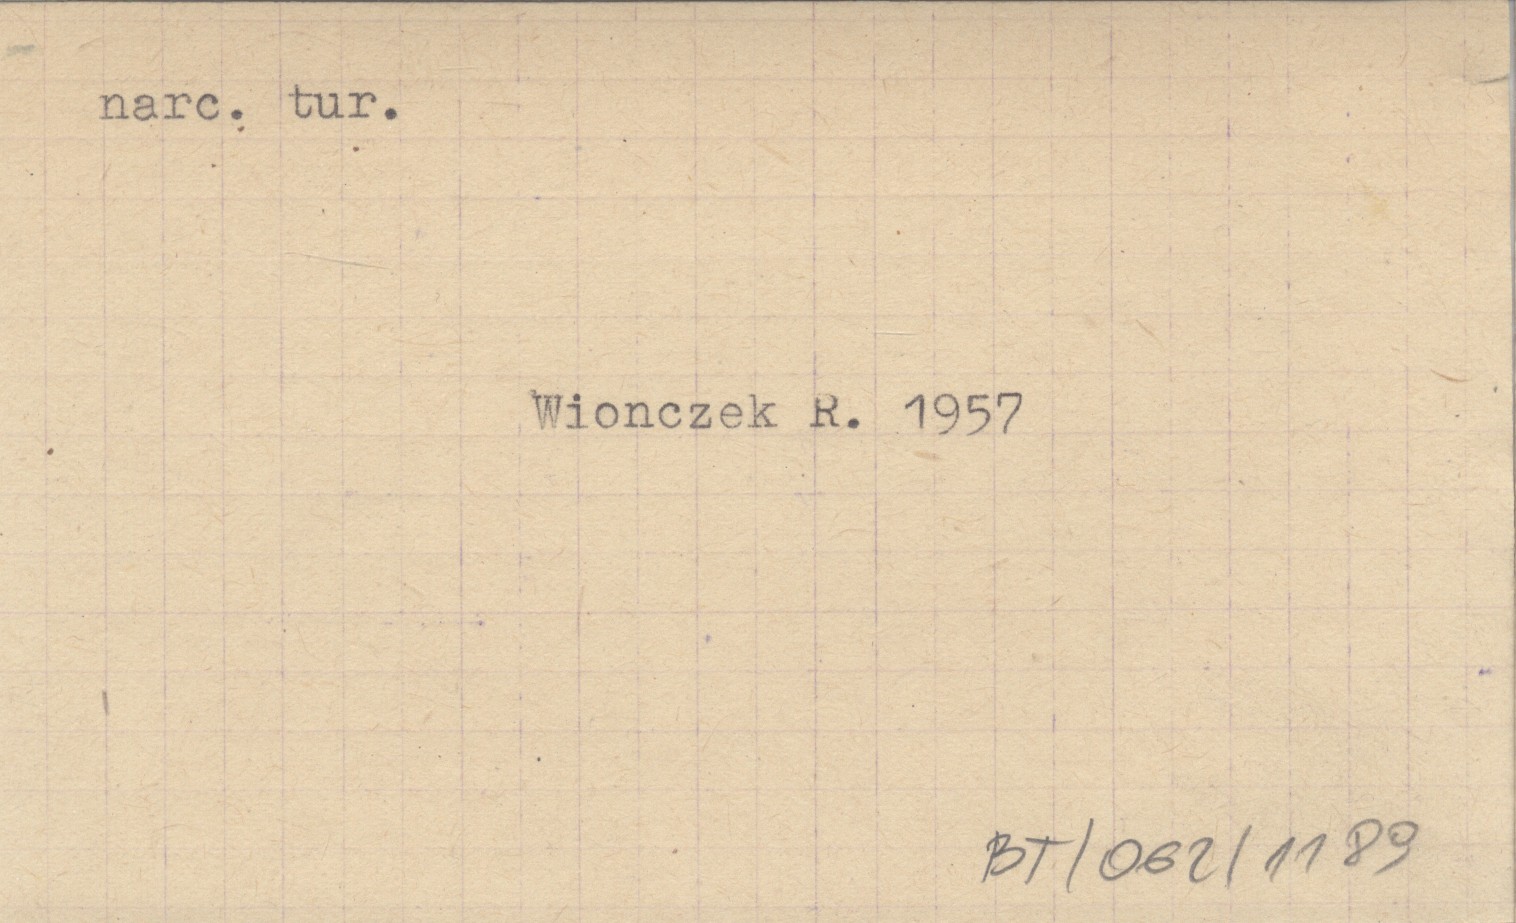 narc. tur.
Wionczek R. 1957
BT/062/1189